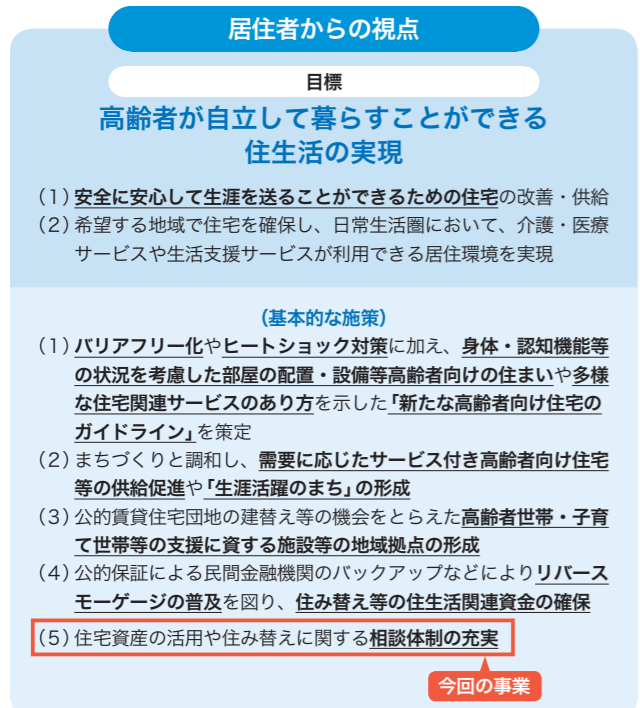 居住者からの視点
目標
高齢者が自立して暮らすことができる
住生活の実現
（1）安全に安心して生涯を送ることができるための住宅の改善・供給
（2）希望する地域で住宅を確保し、日常生活圏において、介護・医療
サービスや生活支援サービスが利用できる居住環境を実現
（基本的な施策）
（1）バリアフリー化やヒートショック対策に加え、身体・認知機能等
の状況を考慮した部屋の配置・設備等高齢者向けの住まいや多様
な住宅関連サービスのあり方を示した「新たな高齢者向け住宅の
ガイドライン」を策定
（2）まちづくりと調和し、需要に応じたサービス付き高齢者向け住宅
等の供給促進や「生涯活躍のまち」の形成
（3）公的賃貸住宅団地の建替え等の機会をとらえた高齢者世帯・子育
て世帯等の支援に資する施設等の地域拠点の形成
（4）公的保証による民間金融機関のバックアップなどによりリバース
モーゲージの普及を図り、住み替え等の住生活関連資金の確保
（5）住宅資産の活用や住み替えに関する相談体制の充実
今回の事業